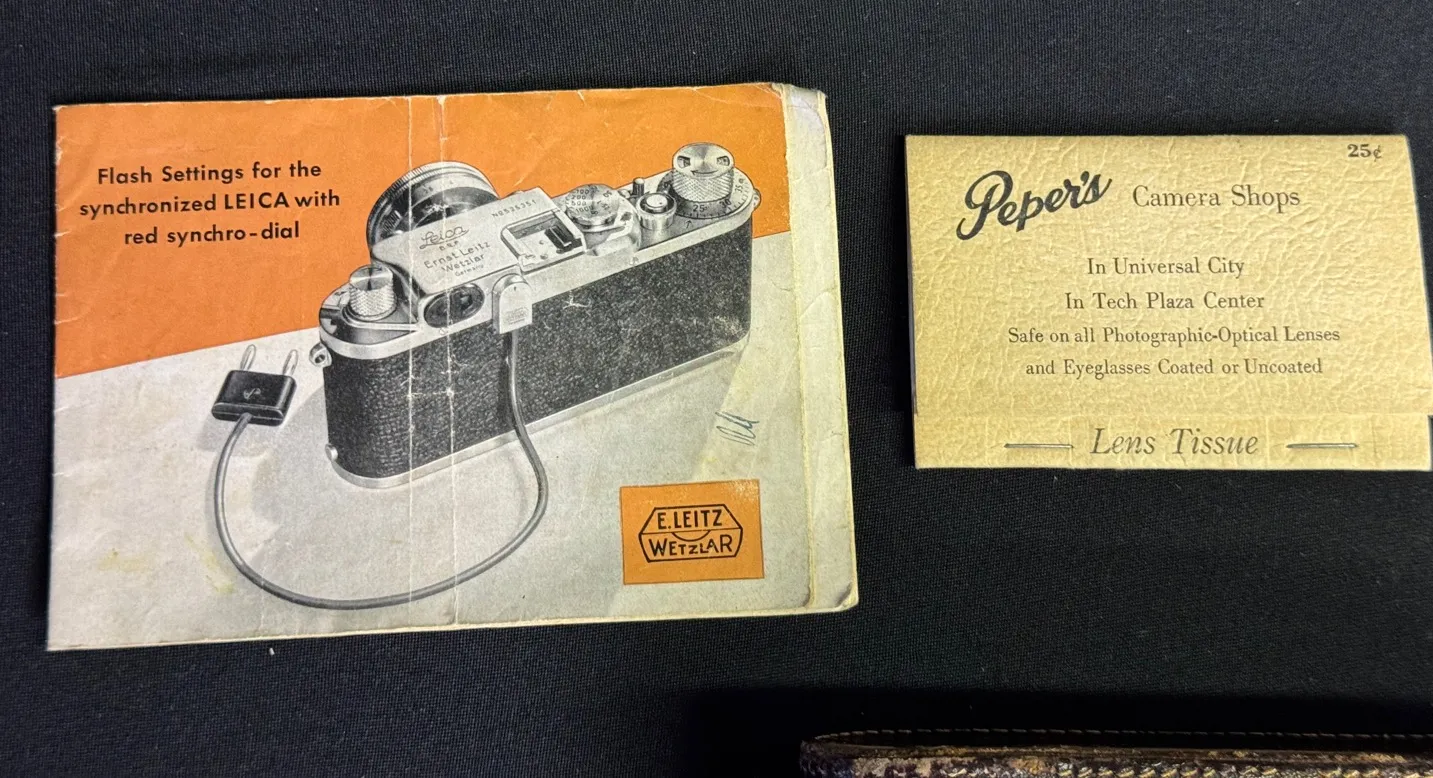 Flash Settings for the
synchronized LEICA with
red synchro-dial
Leica
D.R.P.
Ernst Leitz
Wetzlar
Germany
E. LEITZ
WETZLAR
25¢
Peper's Camera Shops
In Universal City
In Tech Plaza Center
Safe on all Photographic-Optical Lenses
and Eyeglasses Coated or Uncoated
Lens Tissue